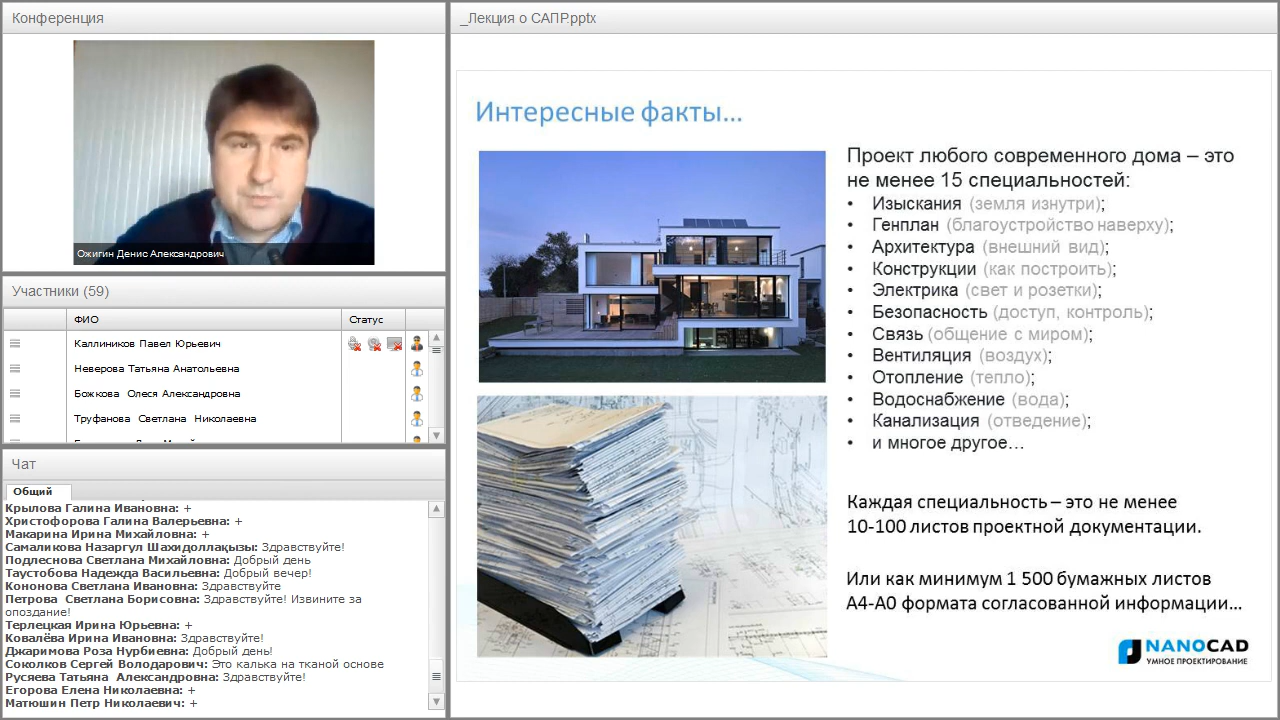 Конференция
Ожигин Денис Александрович
Участники (59)
ФИО
Статус
Каллиников Павел Юрьевич
Неверова Татьяна Анатольевна
Божкова Олеся Александровна
Труфанова Светлана Николаевна
Чат
Общий
Крылова Галина Ивановна: +
Христофорова Галина Валерьевна: +
Макарина Ирина Михайловна: +
Самаликова Назаргул Шахидоллақызы: Здравствуйте!
Подлеснова Светлана Михайловна: Добрый день
Таустобова Надежда Васильевна: Добрый вечер!
Кононова Светлана Ивановна: Здравствуйте
Петрова Светлана Борисовна: Здравствуйте! Извините за
опоздание!
Терлецкая Ирина Юрьевна: +
Ковалёва Ирина Ивановна: Здравствуйте!
Джаримова Роза Нурбиевна: Добрый день!
Соколков Сергей Володарович: Это калька на тканой основе
Русяева Татьяна Александровна: Здравствуйте!
Егорова Елена Николаевна: +
Матюшин Петр Николаевич: +
_Лекция о САПР.pptx
Интересные факты...
Проект любого современного дома – это
не менее 15 специальностей:
• Изыскания (земля изнутри);
• Генплан (благоустройство наверху);
• Архитектура (внешний вид);
• Конструкции (как построить);
• Электрика (свет и розетки);
• Безопасность (доступ, контроль);
• Связь (общение с миром);
• Вентиляция (воздух);
• Отопление (тепло);
• Водоснабжение (вода);
• Канализация (отведение);
• и многое другое...
Каждая специальность – это не менее
10-100 листов проектной документации.
Или как минимум 1 500 бумажных листов
А4-А0 формата согласованной информации...
NANOCAD
УМНОЕ ПРОЕКТИРОВАНИЕ